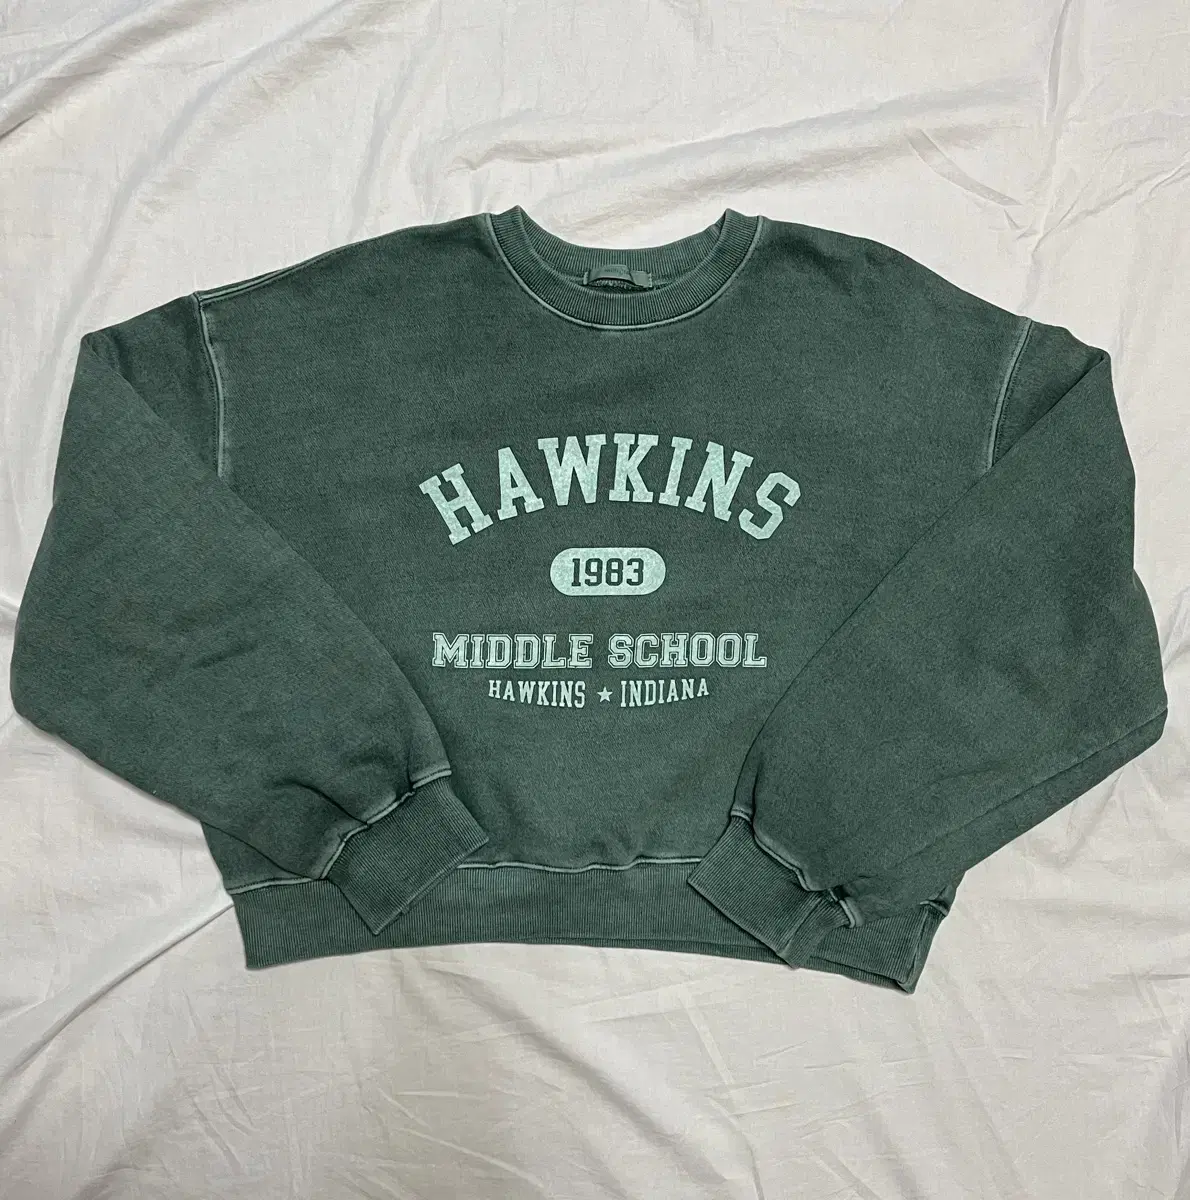 HAWKINS
1983
MIDDLE SCHOOL
HAWKINS ★ INDIANA